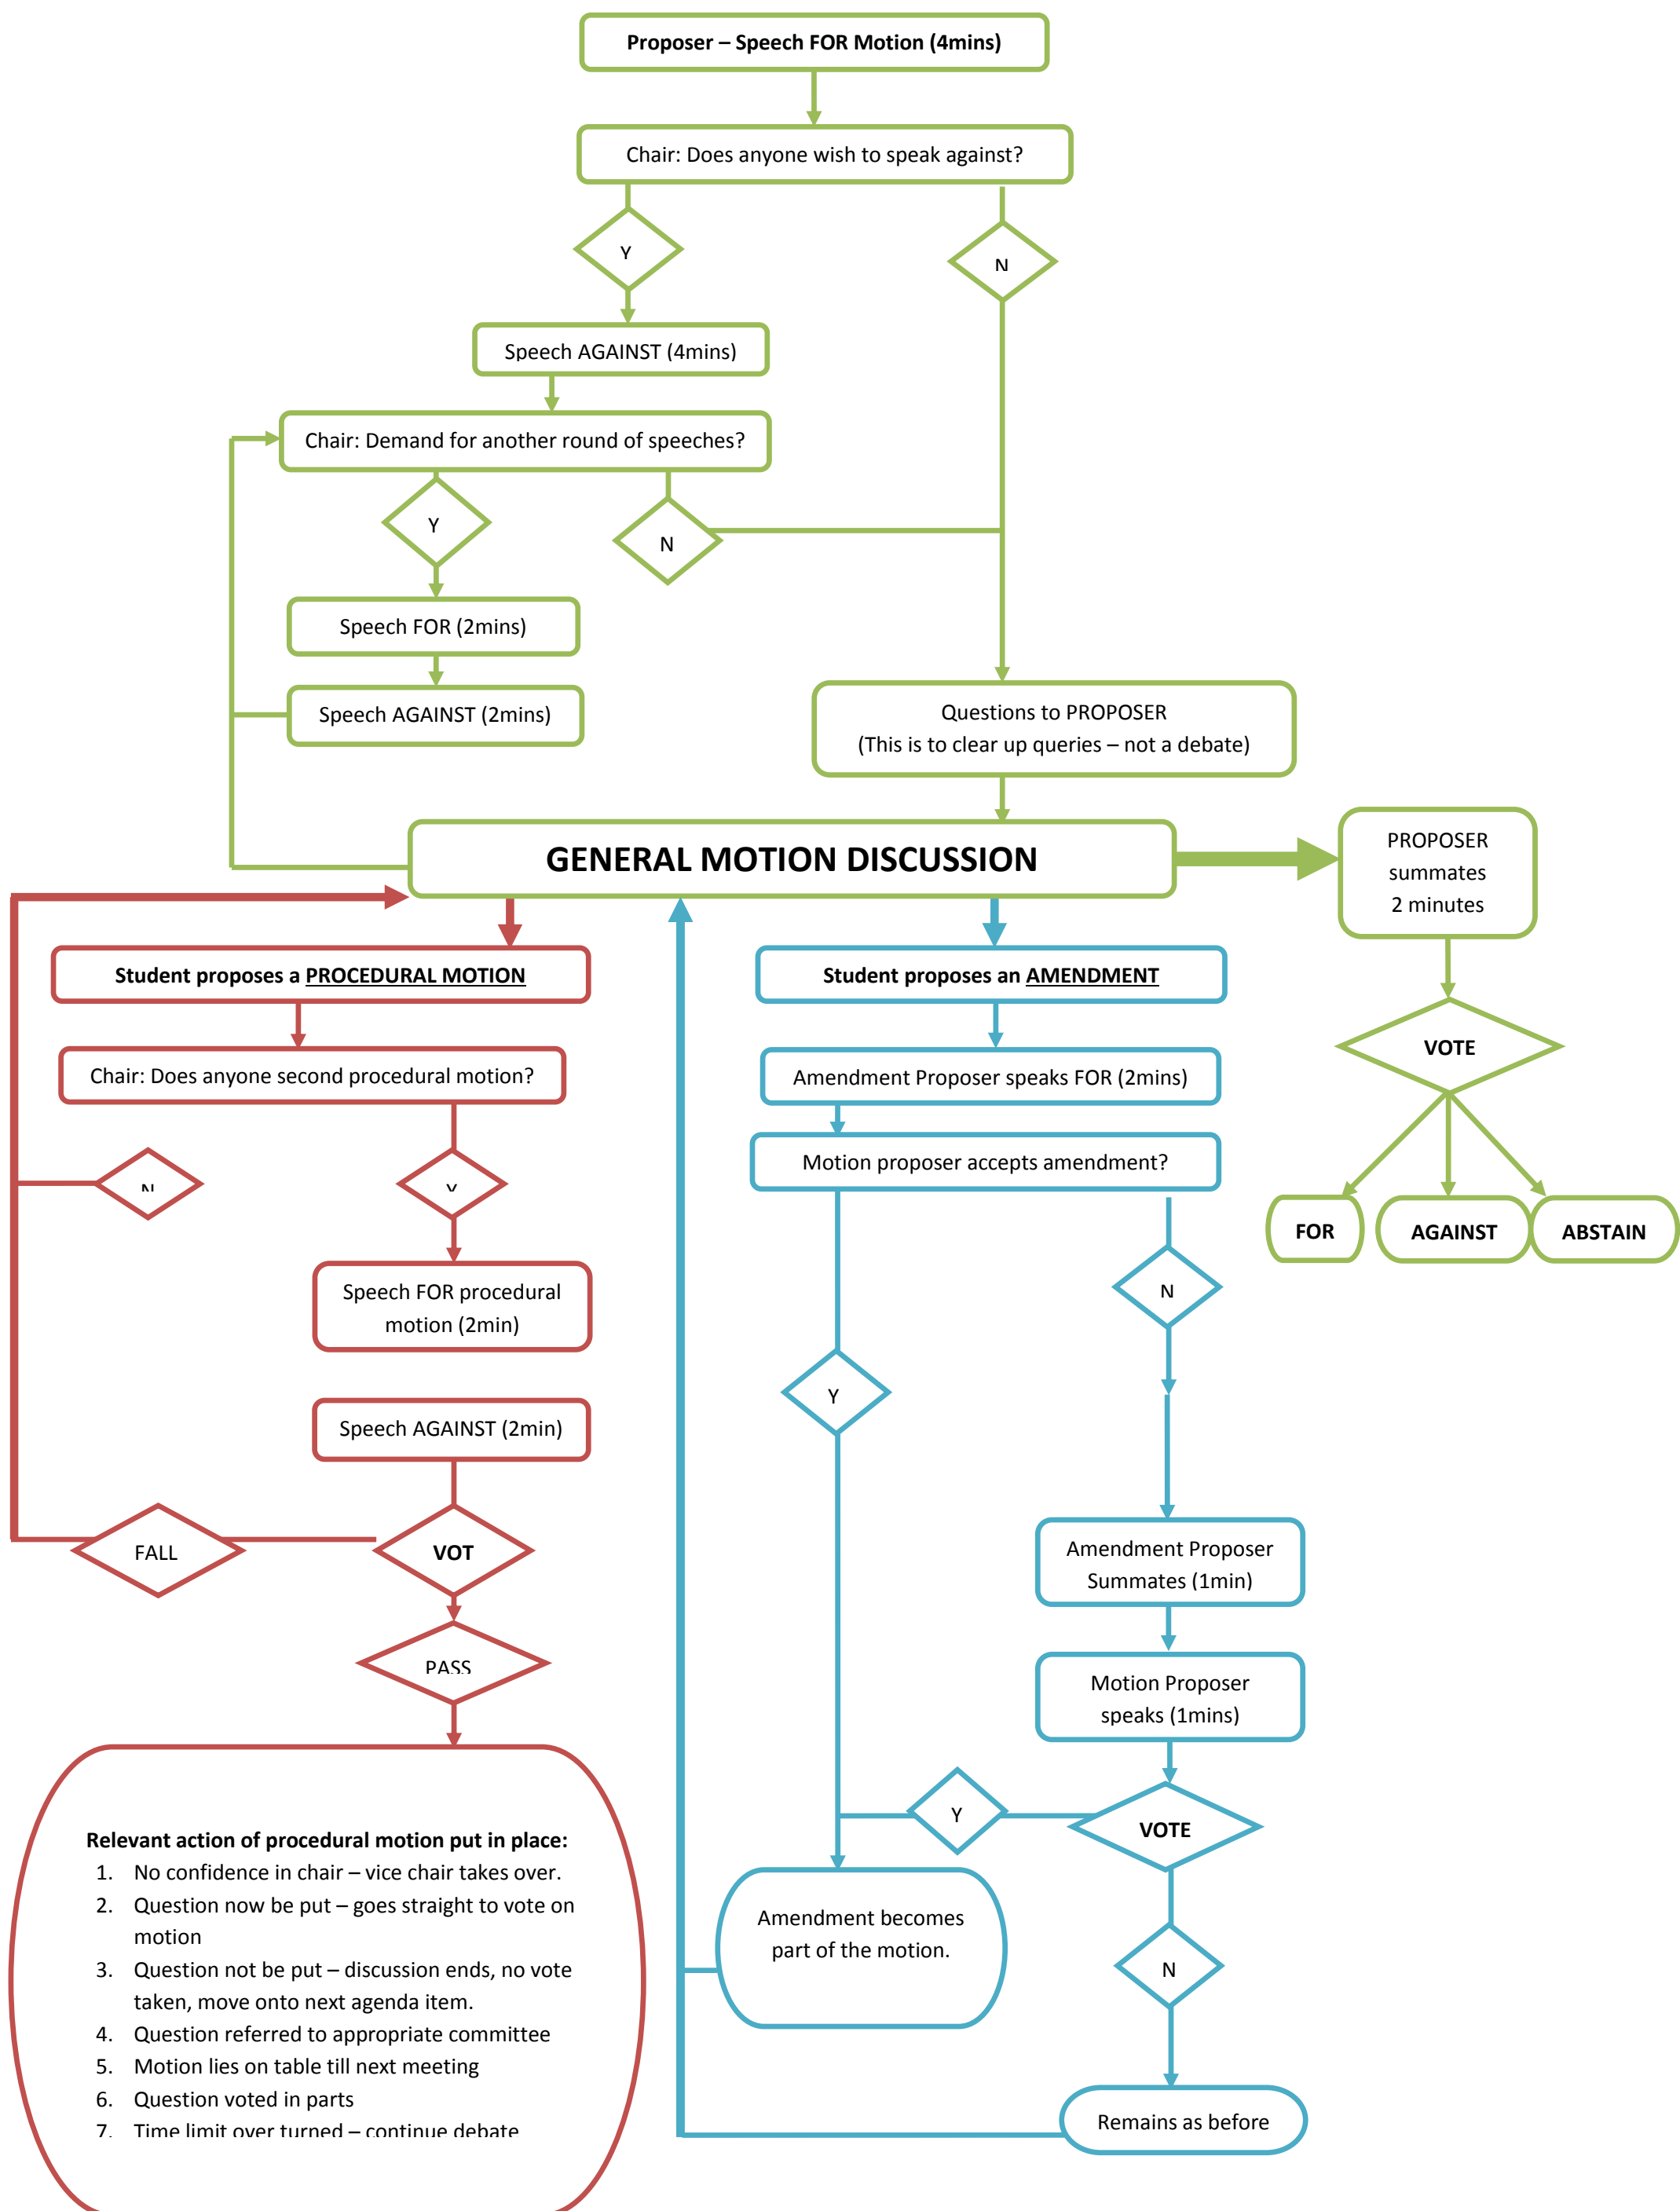 Proposer – Speech FOR Motion (4mins)
Chair: Does anyone wish to speak against?
Y
N
Speech AGAINST (4mins)
Chair: Demand for another round of speeches?
Y
N
Speech FOR (2mins)
Speech AGAINST (2mins)
Questions to PROPOSER
(This is to clear up queries – not a debate)
GENERAL MOTION DISCUSSION
PROPOSER
summates
2 minutes
VOTE
FOR
AGAINST
ABSTAIN
Student proposes a PROCEDURAL MOTION
Chair: Does anyone second procedural motion?
N
Y
Speech FOR procedural
motion (2min)
Speech AGAINST (2min)
FALL
VOT
PASS
Relevant action of procedural motion put in place:
1. No confidence in chair – vice chair takes over.
2. Question now be put – goes straight to vote on
motion
3. Question not be put – discussion ends, no vote
taken, move onto next agenda item.
4. Question referred to appropriate committee
5. Motion lies on table till next meeting
6. Question voted in parts
7. Time limit over turned – continue debate
Student proposes an AMENDMENT
Amendment Proposer speaks FOR (2mins)
Motion proposer accepts amendment?
N
Y
Amendment Proposer
Summates (1min)
Motion Proposer
speaks (1mins)
Y
VOTE
Amendment becomes
part of the motion.
N
Remains as before